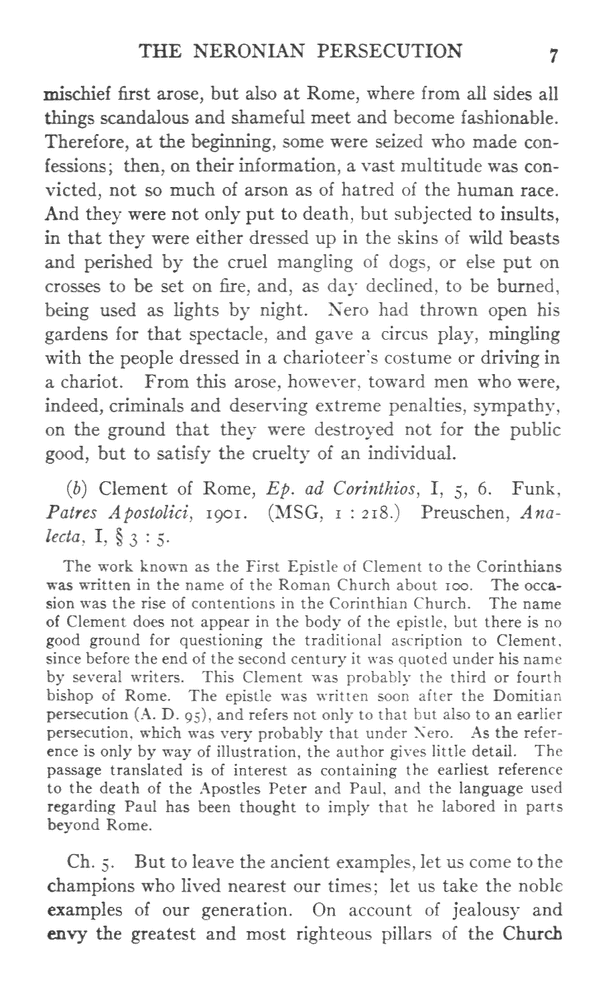 THE NERONIAN PERSECUTION 7
mischief first arose, but also at Rome, where from all sides all
things scandalous and shameful meet and become fashionable.
Therefore, at the beginning, some were seized who made con-
fessions; then, on their information, a vast multitude was con-
victed, not so much of arson as of hatred of the human race.
And they were not only put to death, but subjected to insults,
in that they were either dressed up in the skins of wild beasts
and perished by the cruel mangling of dogs, or else put on
crosses to be set on fire, and, as day declined, to be burned,
being used as lights by night. Nero had thrown open his
gardens for that spectacle, and gave a circus play, mingling
with the people dressed in a charioteer's costume or driving in
a chariot. From this arose, however, toward men who were,
indeed, criminals and deserving extreme penalties, sympathy,
on the ground that they were destroyed not for the public
good, but to satisfy the cruelty of an individual.
(b) Clement of Rome, Ep. ad Corinthios, I, 5, 6. Funk,
Patres Apostolici, 1901. (MSG, 1 : 218.) Preuschen, Ana-
lecta, I, § 3 : 5.
The work known as the First Epistle of Clement to the Corinthians
was written in the name of the Roman Church about 100. The occa-
sion was the rise of contentions in the Corinthian Church. The name
of Clement does not appear in the body of the epistle, but there is no
good ground for questioning the traditional ascription to Clement,
since before the end of the second century it was quoted under his name
by several writers. This Clement was probably the third or fourth
bishop of Rome. The epistle was written soon after the Domitian
persecution (A. D. 95), and refers not only to that but also to an earlier
persecution, which was very probably that under Nero. As the refer-
ence is only by way of illustration, the author gives little detail. The
passage translated is of interest as containing the earliest reference
to the death of the Apostles Peter and Paul, and the language used
regarding Paul has been thought to imply that he labored in parts
beyond Rome.
Ch. 5. But to leave the ancient examples, let us come to the
champions who lived nearest our times; let us take the noble
examples of our generation. On account of jealousy and
envy the greatest and most righteous pillars of the Church